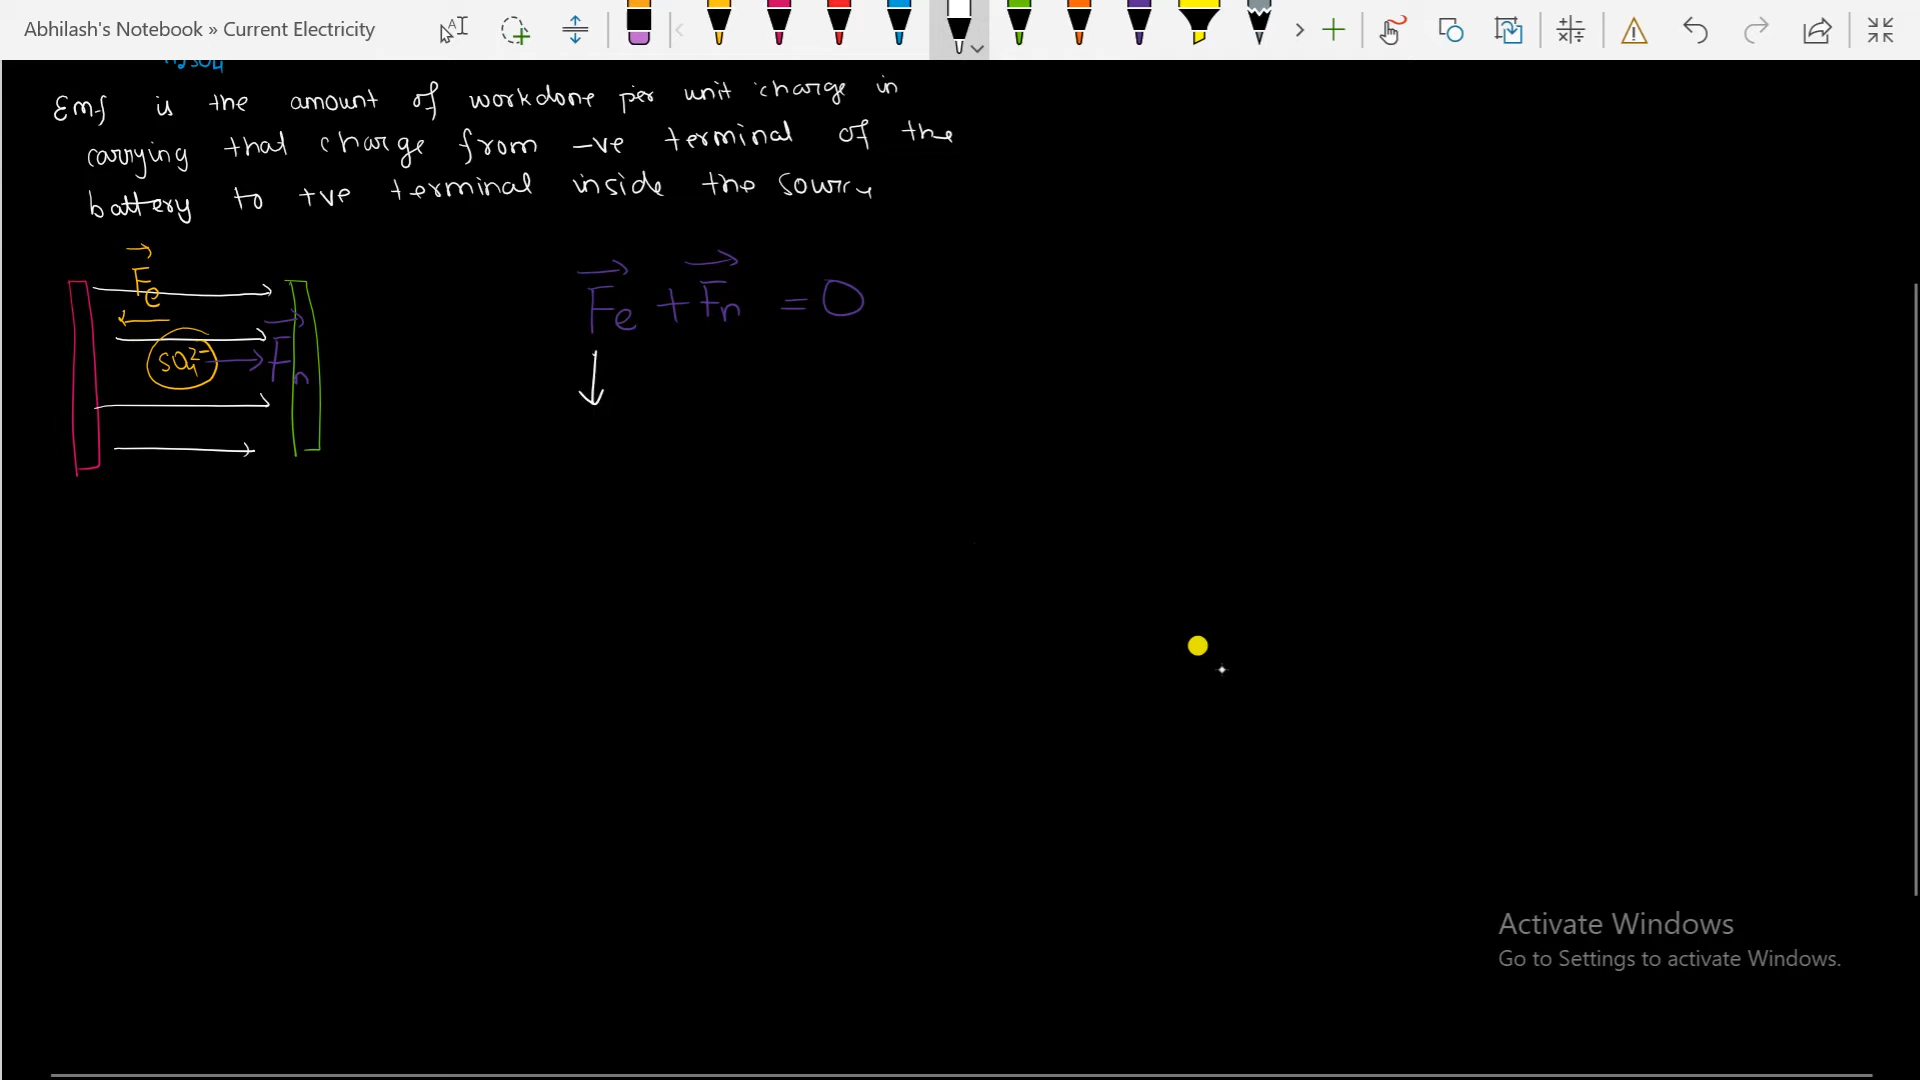 Abhilash's Notebook » Current Electricity
H2SO4
Emf is the amount of workdone per unit charge in
carrying that charge from -ve terminal of the
battery to +ve terminal inside the source
Fe
SO4^2-
Fn
Fe + Fn = 0
Activate Windows
Go to Settings to activate Windows.